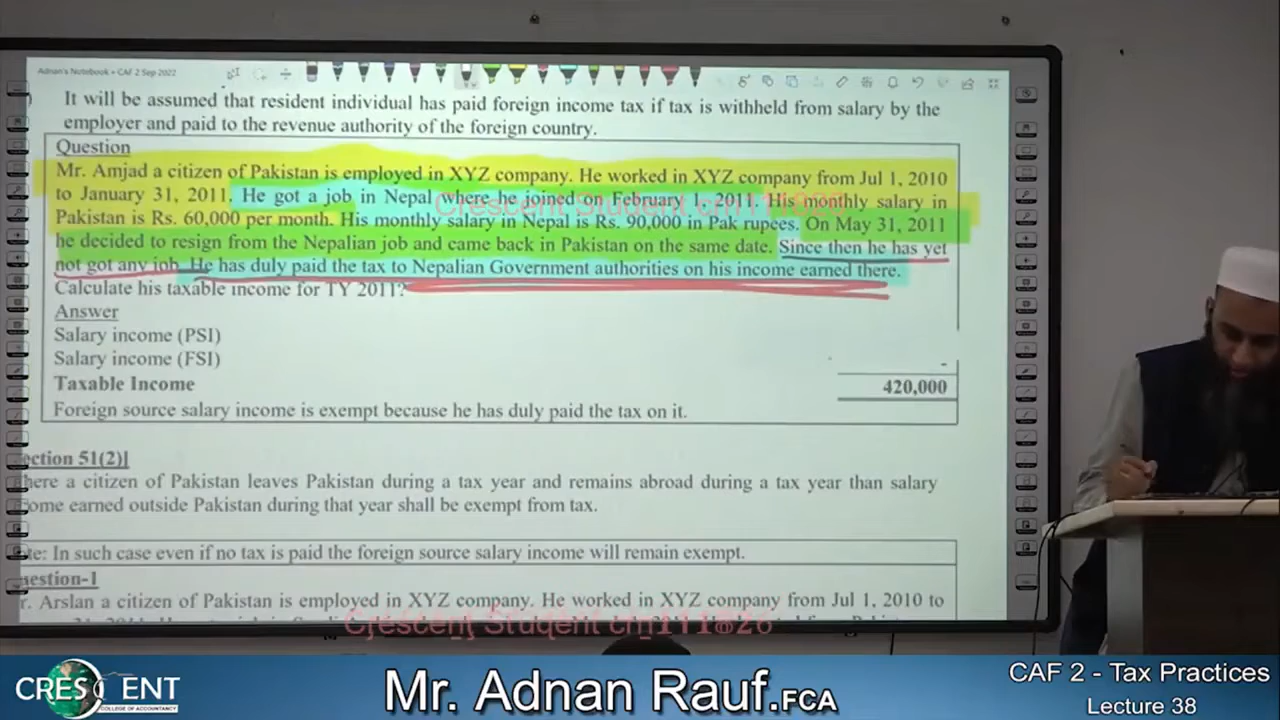 Adnan's Notebook • CAF 2 Sep 2022
It will be assumed that resident individual has paid foreign income tax if tax is withheld from salary by the
employer and paid to the revenue authority of the foreign country.
Question
Mr. Amjad a citizen of Pakistan is employed in XYZ company. He worked in XYZ company from Jul 1, 2010
to January 31, 2011. He got a job in Nepal where he joined on February 1, 2011. His monthly salary in
Pakistan is Rs. 60,000 per month. His monthly salary in Nepal is Rs. 90,000 in Pak rupees. On May 31, 2011
he decided to resign from the Nepalian job and came back in Pakistan on the same date. Since then he has yet
not got any job. He has duly paid the tax to Nepalian Government authorities on his income earned there.
Calculate his taxable income for TY 2011?
Answer
Salary income (PSI)
Salary income (FSI) -
Taxable Income 420,000
Foreign source salary income is exempt because he has duly paid the tax on it.
ection 51(2)]
here a citizen of Pakistan leaves Pakistan during a tax year and remains abroad during a tax year than salary
ome earned outside Pakistan during that year shall be exempt from tax.
te: In such case even if no tax is paid the foreign source salary income will remain exempt.
uestion-1
r. Arslan a citizen of Pakistan is employed in XYZ company. He worked in XYZ company from Jul 1, 2010 to
Crescent Student ch_111826
CRESCENT
COLLEGE OF ACCOUNTANCY
Mr. Adnan Rauf.FCA
CAF 2 - Tax Practices
Lecture 38